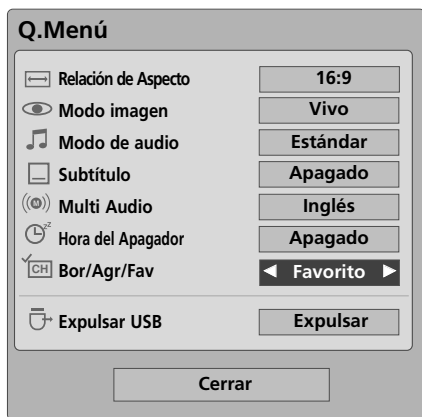 Q.Menú
Relación de Aspecto 16:9
Modo imagen Vivo
Modo de audio Estándar
Subtítulo Apagado
Multi Audio Inglés
Hora del Apagador Apagado
CH Bor/Agr/Fav ◀ Favorito ▶
Expulsar USB Expulsar
Cerrar